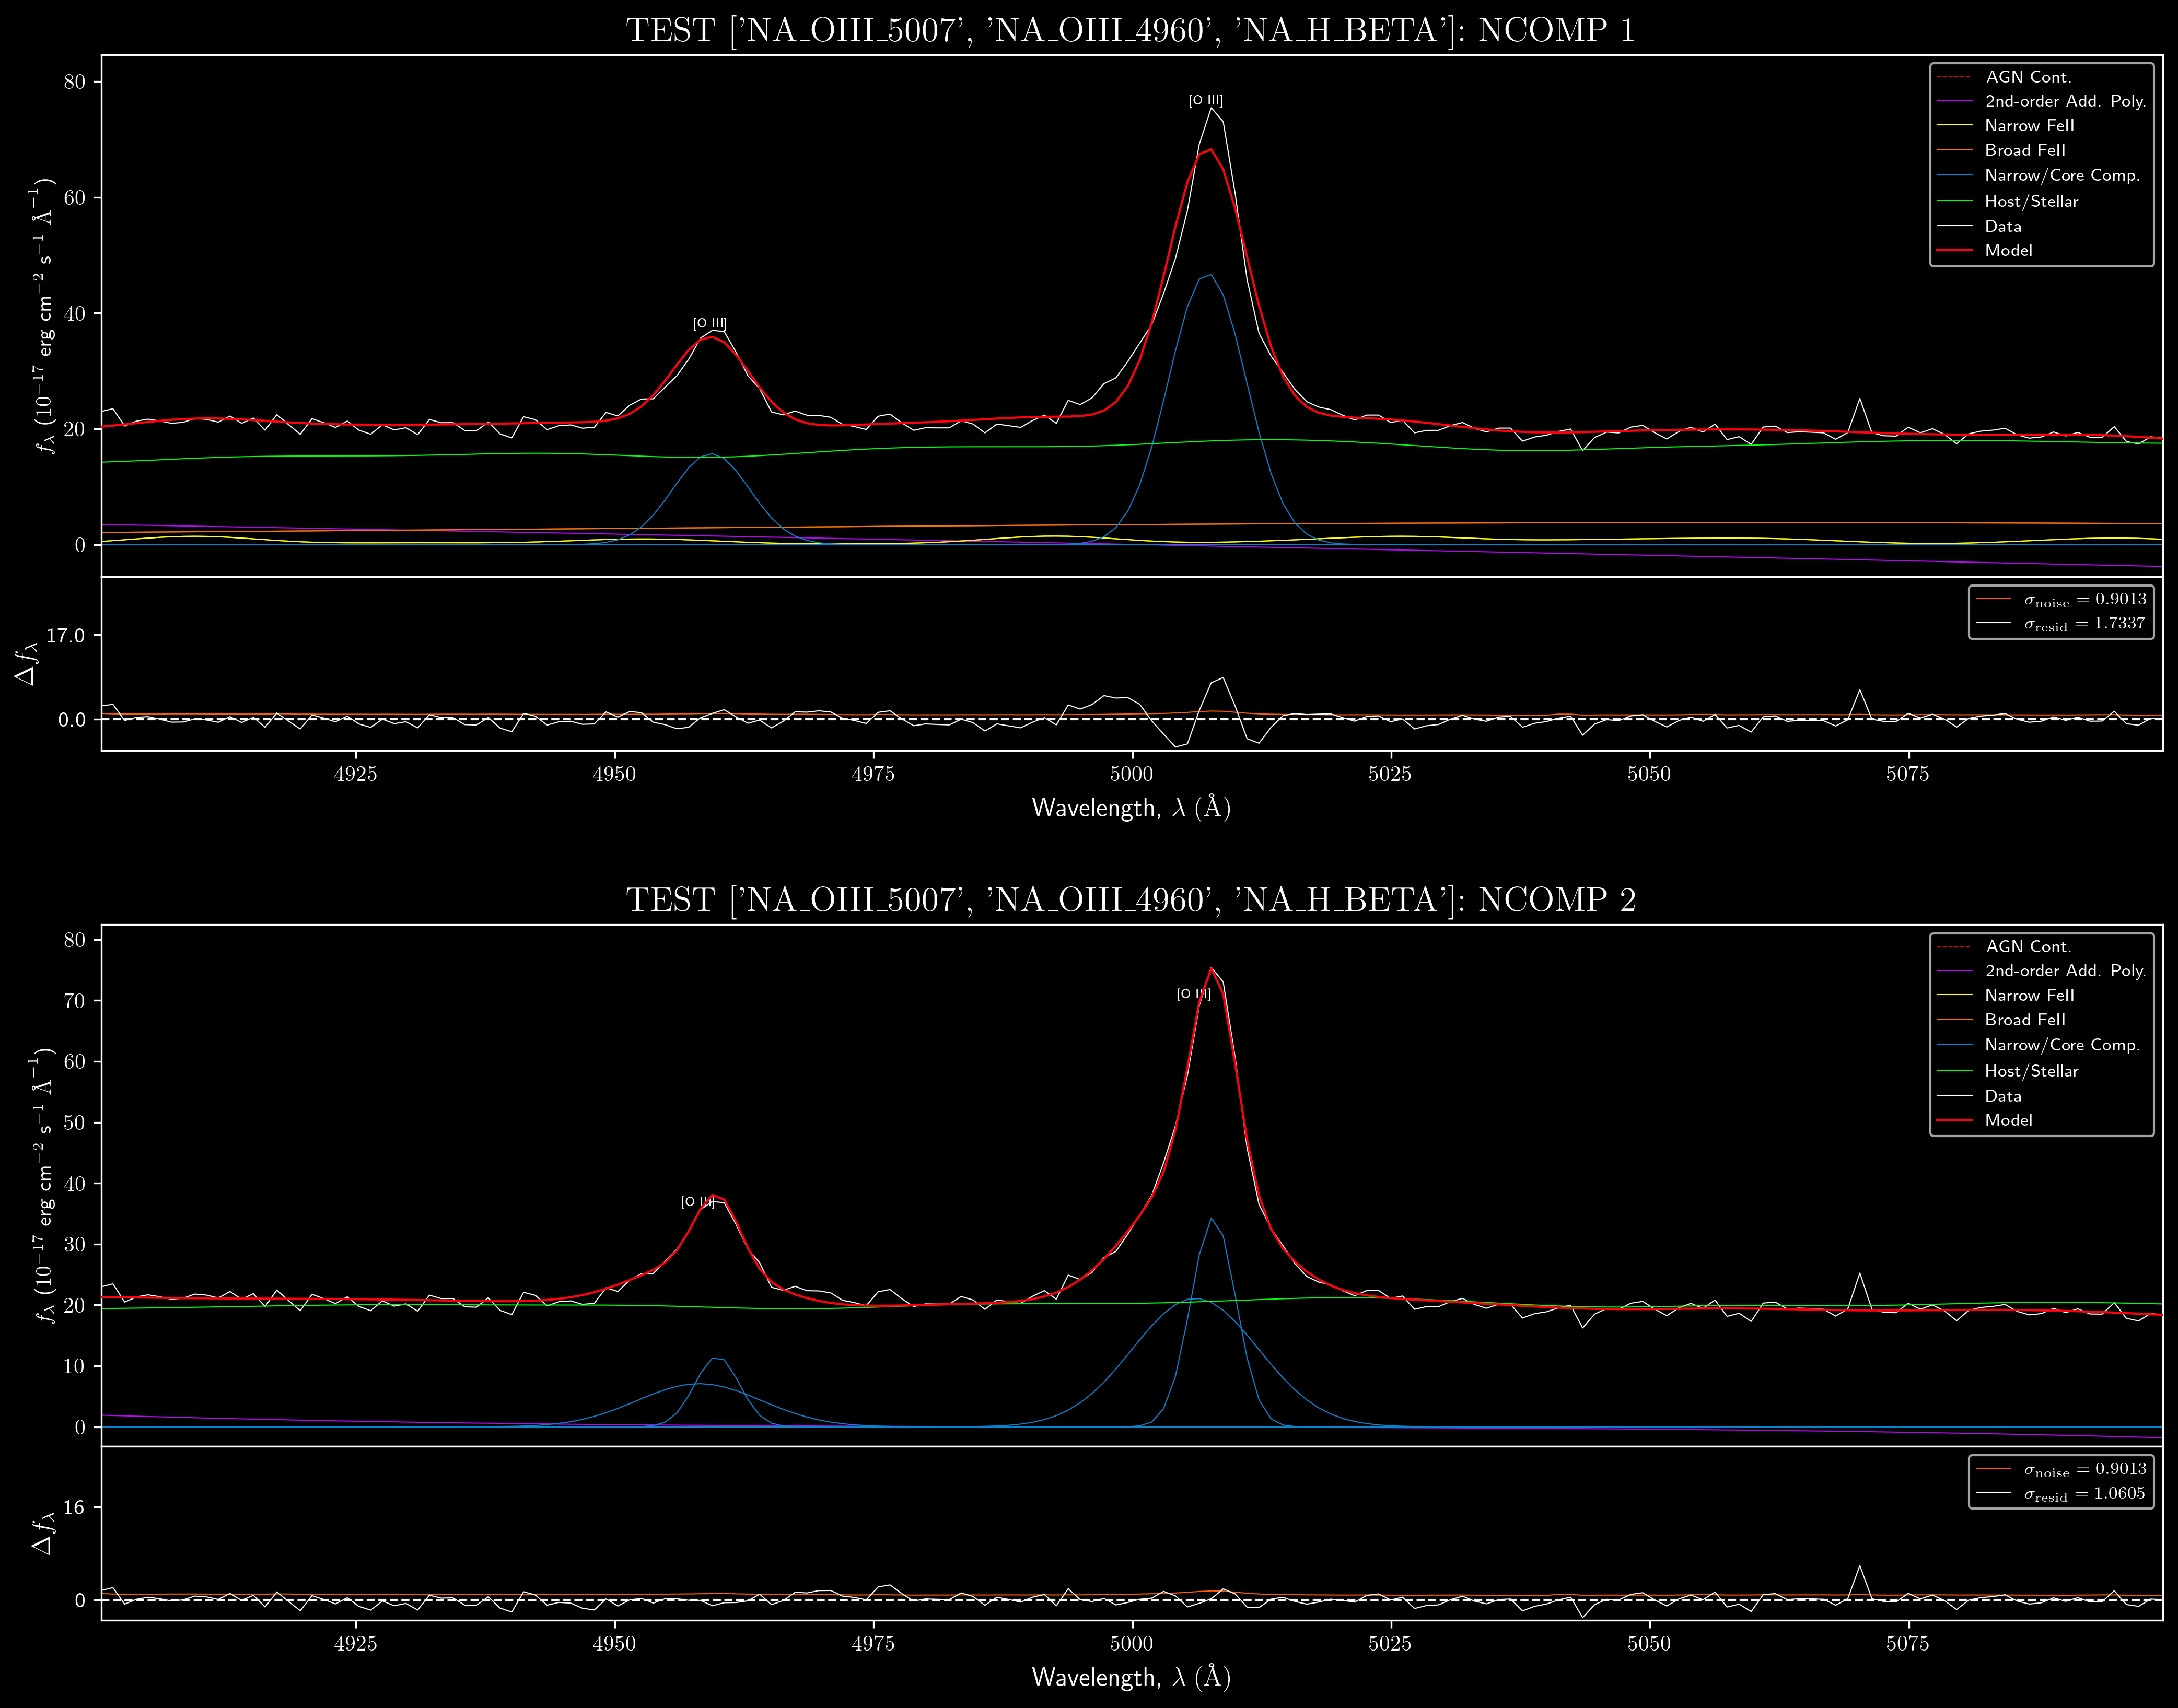 TEST ['NA_OIII_5007', 'NA_OIII_4960', 'NA_H_BETA']: NCOMP 1
80
60
40
20
0
f_λ (10⁻¹⁷ erg cm⁻² s⁻¹ Å⁻¹)
[O III]
[O III]
AGN Cont.
2nd-order Add. Poly.
Narrow FeII
Broad FeII
Narrow/Core Comp.
Host/Stellar
Data
Model
17.0
0.0
Δf_λ
σ_noise = 0.9013
σ_resid = 1.7337
4925 4950 4975 5000 5025 5050 5075
Wavelength, λ (Å)
TEST ['NA_OIII_5007', 'NA_OIII_4960', 'NA_H_BETA']: NCOMP 2
80
70
60
50
40
30
20
10
0
f_λ (10⁻¹⁷ erg cm⁻² s⁻¹ Å⁻¹)
[O III]
[O III]
AGN Cont.
2nd-order Add. Poly.
Narrow FeII
Broad FeII
Narrow/Core Comp.
Host/Stellar
Data
Model
16
0
Δf_λ
σ_noise = 0.9013
σ_resid = 1.0605
4925 4950 4975 5000 5025 5050 5075
Wavelength, λ (Å)